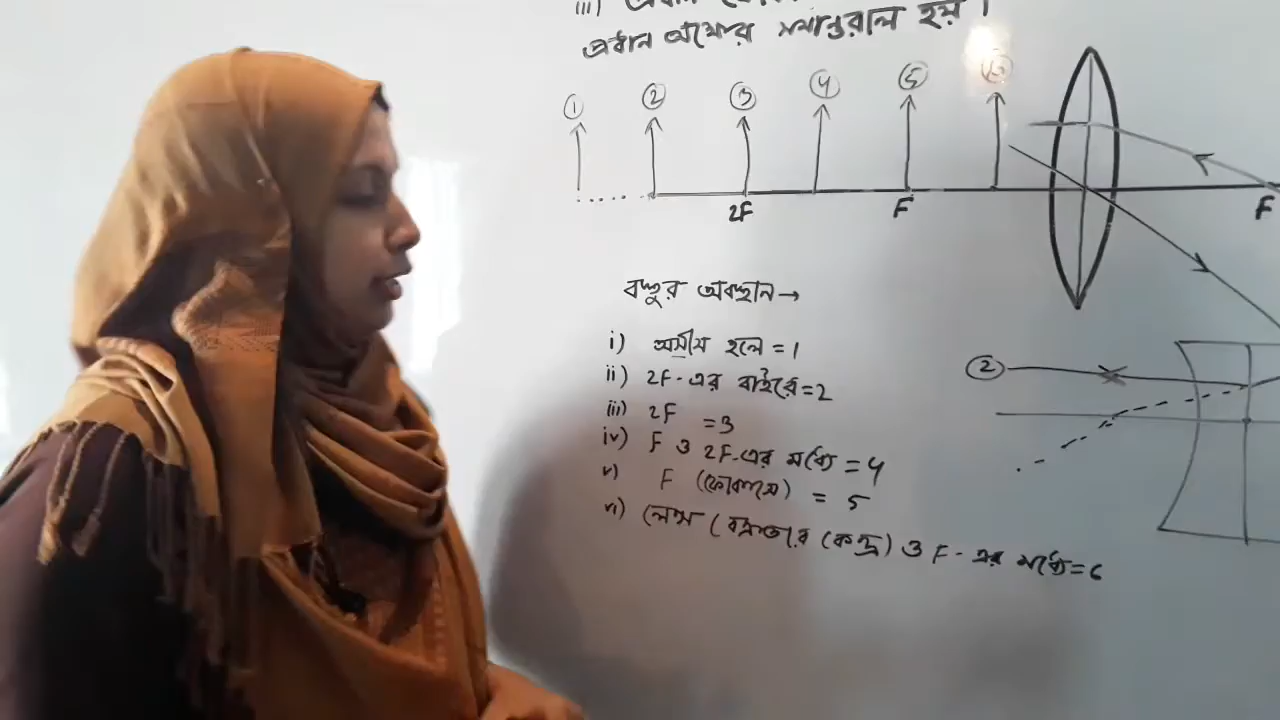 iii) প্রধান
প্রধান অক্ষের সমান্তরাল হয়।
① ② ③ ④ ⑤ ⑥
2F F F
বস্তুর অবস্থান →
i) অসীম হলে = 1
ii) 2F-এর বাইরে = 2
②
iii) 2F = 3
iv) F ও 2F-এর মধ্যে = 4
v) F (ফোকাসে) = 5
vi) লেন্স (বক্রতার কেন্দ্র) ও F-এর মধ্যে = 6